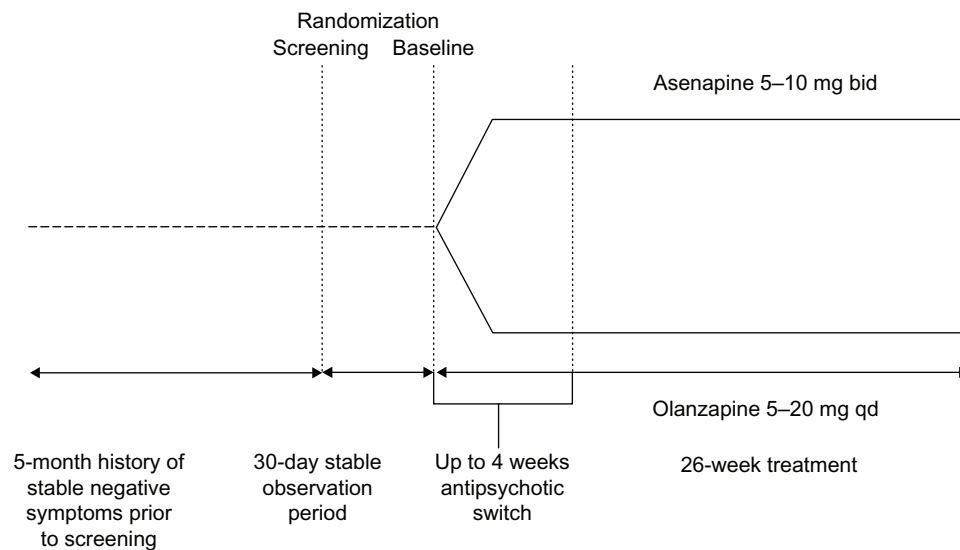 Randomization
Screening Baseline
Asenapine 5–10 mg bid
Olanzapine 5–20 mg qd
5-month history of
stable negative
symptoms prior
to screening
30-day stable
observation
period
Up to 4 weeks
antipsychotic
switch
26-week treatment